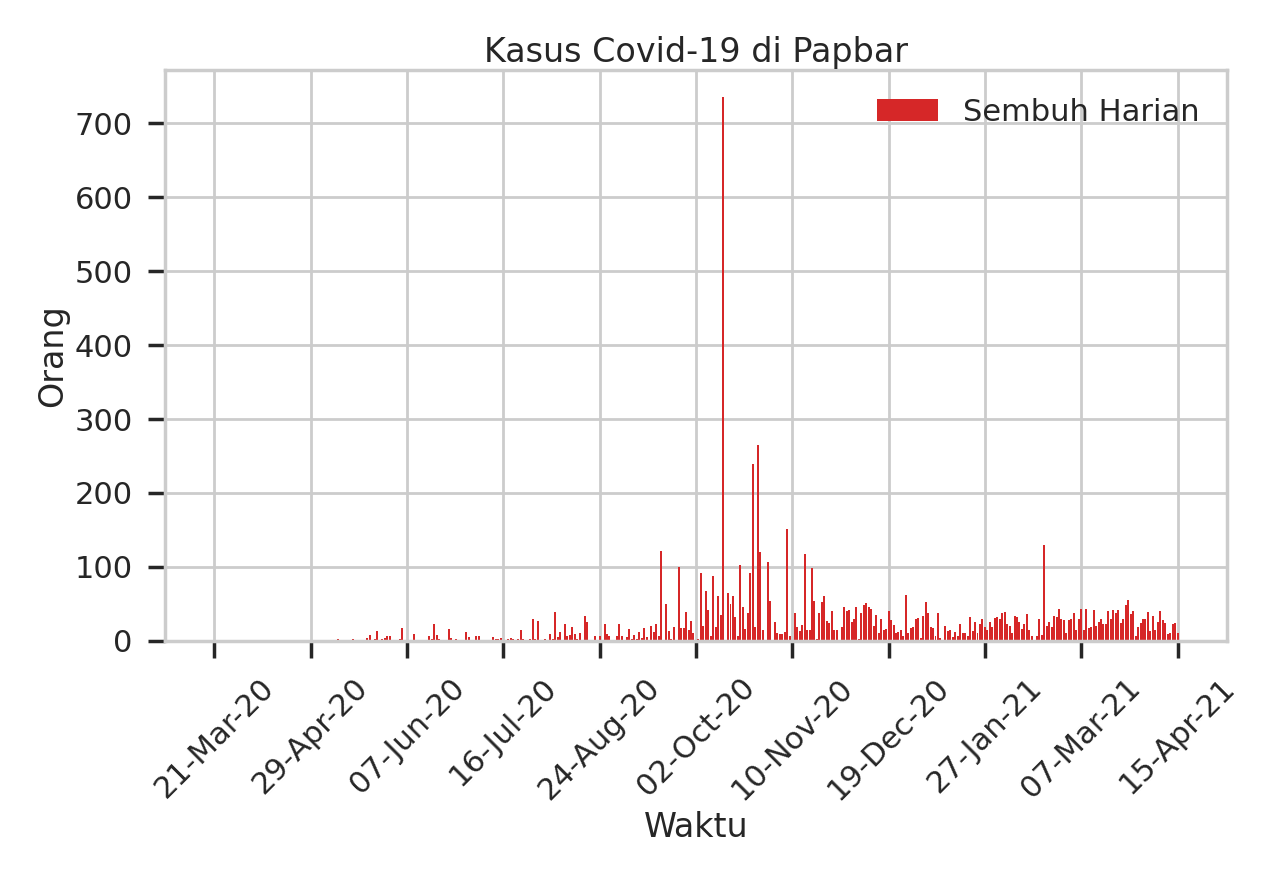 Kasus Covid-19 di Papbar
Sembuh Harian
Orang
700
600
500
400
300
200
100
0
21-Mar-20
29-Apr-20
07-Jun-20
16-Jul-20
24-Aug-20
02-Oct-20
10-Nov-20
19-Dec-20
27-Jan-21
07-Mar-21
15-Apr-21
Waktu